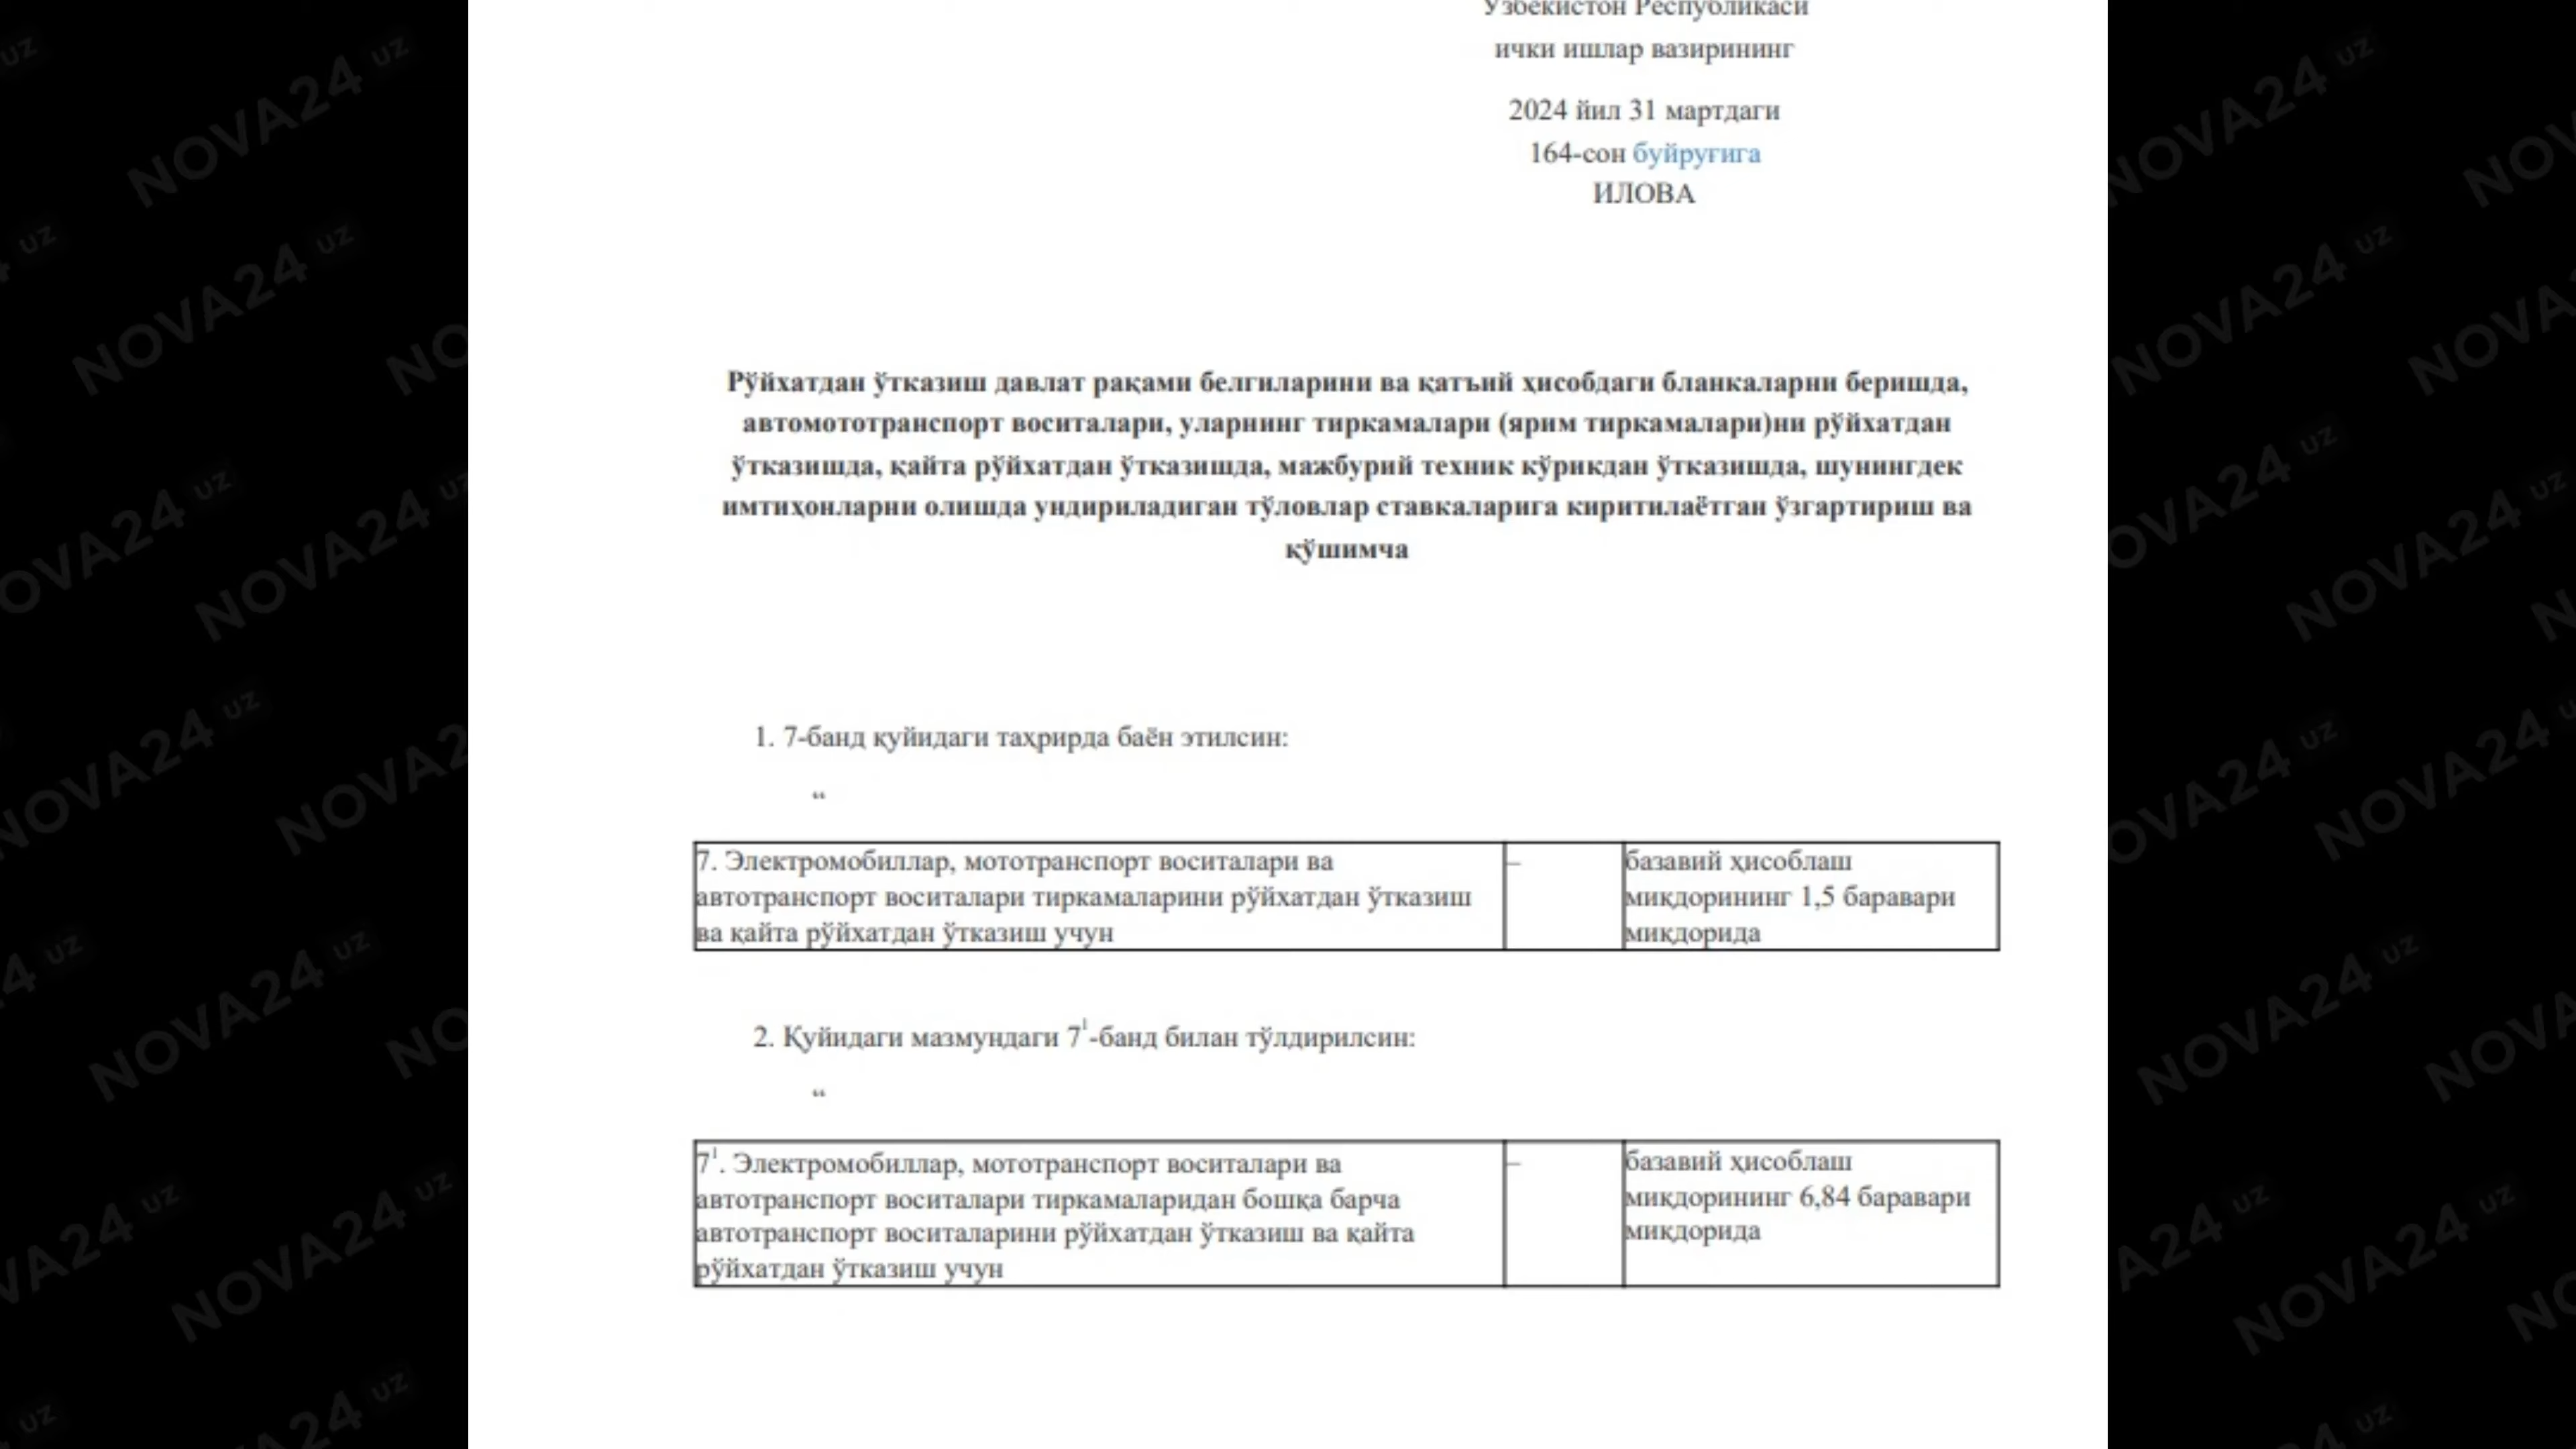 Ўзбекистон Республикаси
ички ишлар вазирининг
2024 йил 31 мартдаги
164-сон буйруғига
ИЛОВА
Рўйхатдан ўтказиш давлат рақами белгиларини ва қатъий ҳисобдаги бланкаларни беришда,
автомототранспорт воситалари, уларнинг тиркамалари (ярим тиркамалари)ни рўйхатдан
ўтказишда, қайта рўйхатдан ўтказишда, мажбурий техник кўрикдан ўтказишда, шунингдек
имтиҳонларни олишда ундириладиган тўловлар ставкаларига киритилаётган ўзгартириш ва
қўшимча
1. 7-банд қуйидаги таҳрирда баён этилсин:
“
7. Электромобиллар, мототранспорт воситалари ва
автотранспорт воситалари тиркамаларини рўйхатдан ўтказиш
ва қайта рўйхатдан ўтказиш учун
–
базавий ҳисоблаш
миқдорининг 1,5 баравари
миқдорида
2. Қуйидаги мазмундаги 7¹-банд билан тўлдирилсин:
“
7¹. Электромобиллар, мототранспорт воситалари ва
автотранспорт воситалари тиркамаларидан бошқа барча
автотранспорт воситаларини рўйхатдан ўтказиш ва қайта
рўйхатдан ўтказиш учун
–
базавий ҳисоблаш
миқдорининг 6,84 баравари
миқдорида
NOVA24 UZ